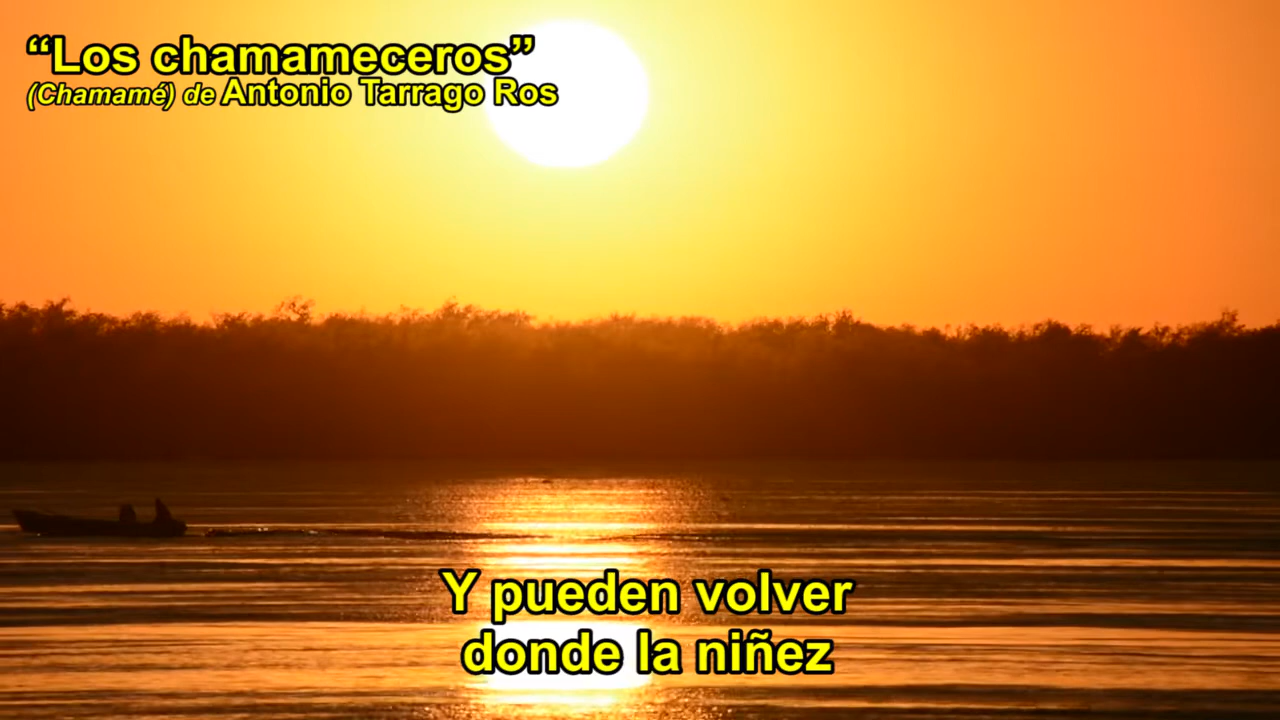 “Los chamameceros”
(Chamamé) de Antonio Tarrago Ros
Y pueden volver
donde la niñez